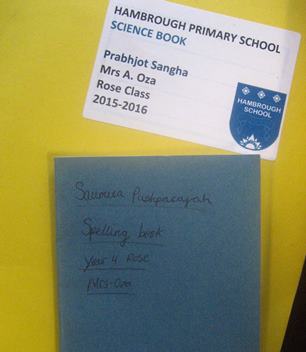 HAMBROUGH PRIMARY SCHOOL
SCIENCE BOOK
Prabhjot Sangha
Mrs A. Oza
Rose Class
2015-2016
HAMBROUGH
SCHOOL
Spelling book
Year 4 Rose
Mrs-Oza